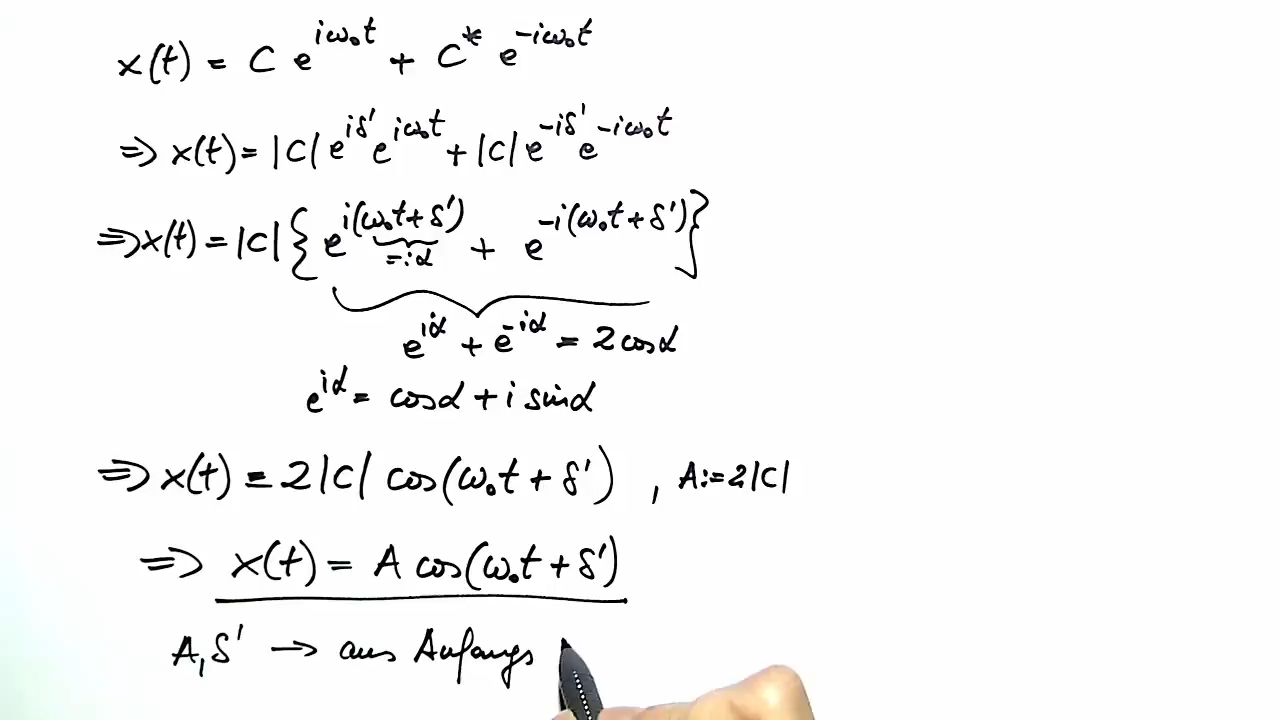 x(t) = C e^{iω₀t} + C* e^{-iω₀t}
⇒ x(t) = |C| e^{iδ'} e^{iω₀t} + |C| e^{-iδ'} e^{-iω₀t}
⇒ x(t) = |C| { e^{i(ω₀t + δ')} + e^{-i(ω₀t + δ')} }
=: α
e^{iα} + e^{-iα} = 2 cos α
e^{iα} = cos α + i sin α
⇒ x(t) = 2|C| cos(ω₀t + δ') , A := 2|C|
⇒ x(t) = A cos(ω₀t + δ')
A, δ' → aus Anfangs